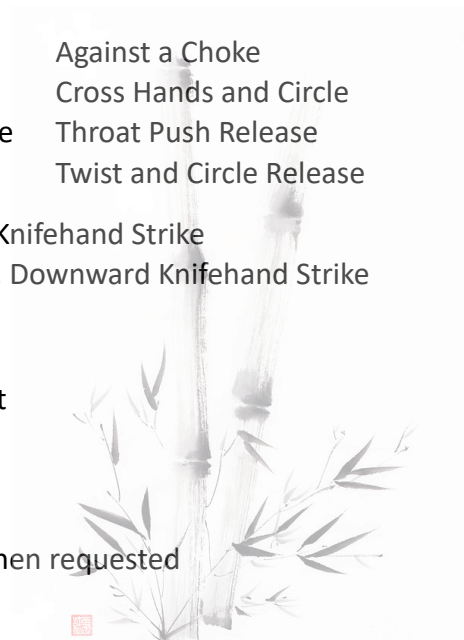 Against a Choke
Cross Hands and Circle
e Throat Push Release
Twist and Circle Release
Knifehand Strike
Downward Knifehand Strike
t
hen requested